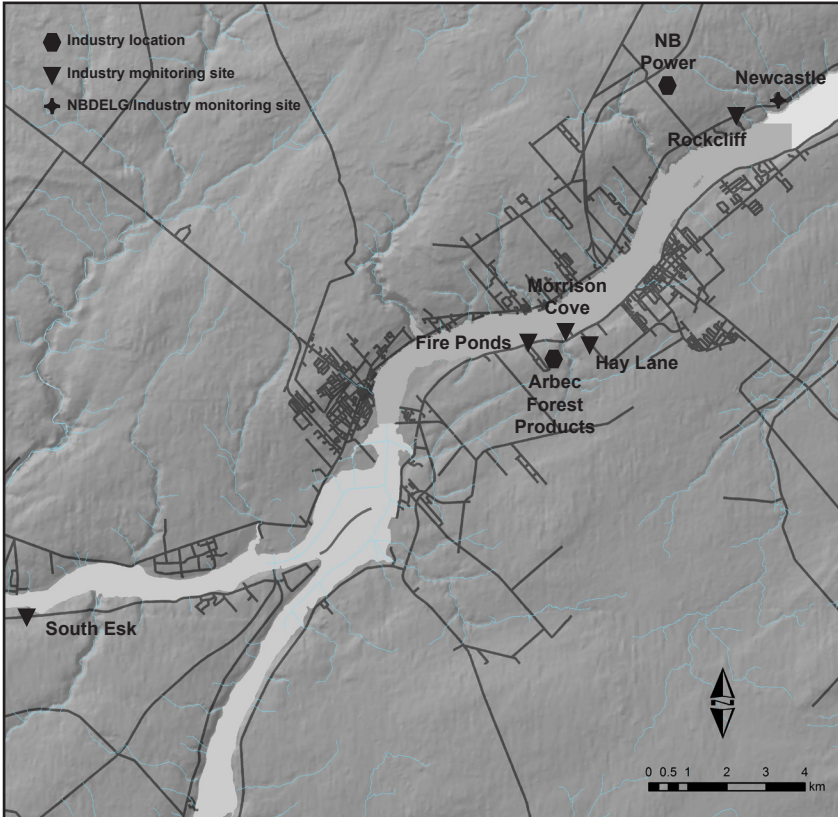 Industry location
Industry monitoring site
NBDELG/Industry monitoring site
NB
Power
Newcastle
Rockcliff
Morrison
Cove
Fire Ponds
Hay Lane
Arbec
Forest
Products
South Esk
N
0 0.5 1 2 3 4
km